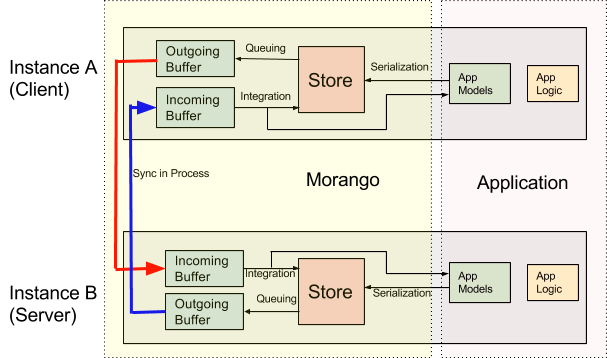 Instance A
(Client)
Outgoing
Buffer
Queuing
Store
Serialization
App
Models
App
Logic
Incoming
Buffer
Integration
Sync in Process
Morango
Application
Instance B
(Server)
Incoming
Buffer
Integration
Store
App
Models
App
Logic
Outgoing
Buffer
Queuing
Serialization